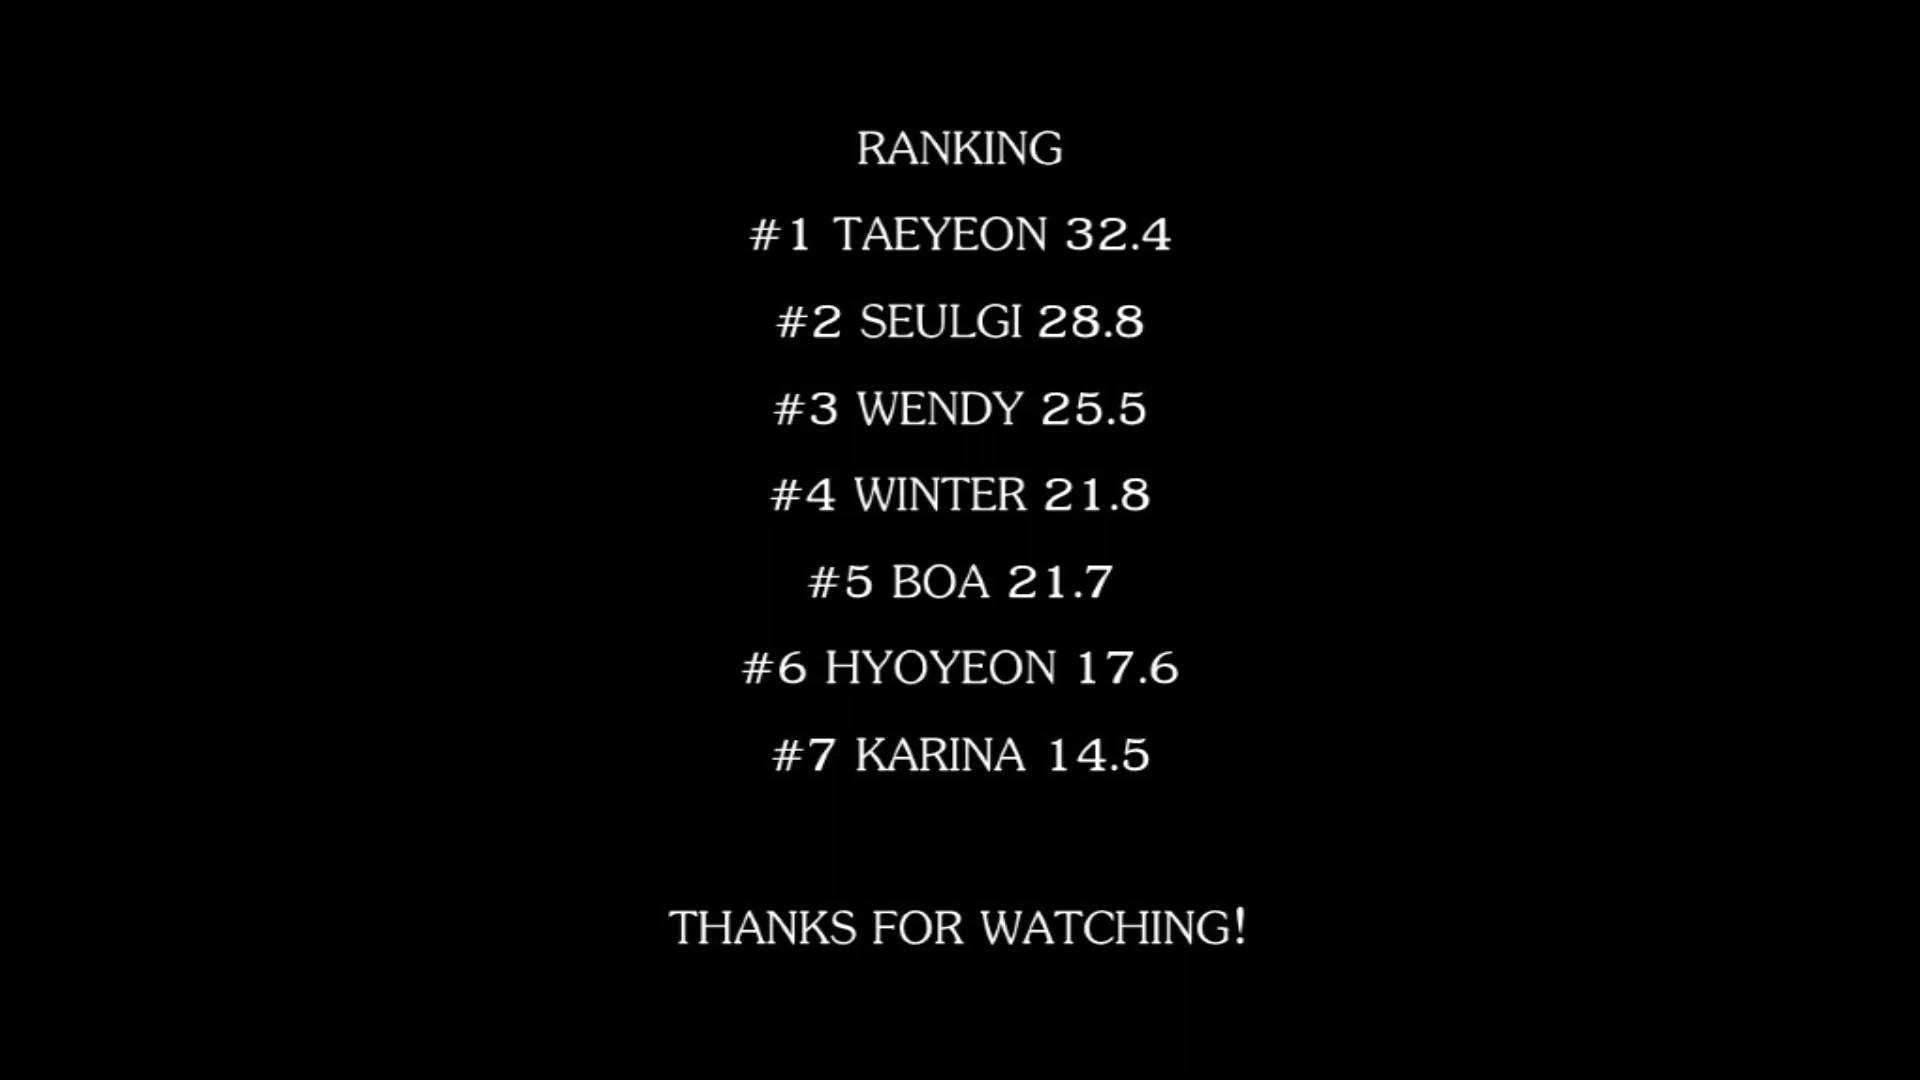 RANKING
#1 TAEYEON 32.4
#2 SEULGI 28.8
#3 WENDY 25.5
#4 WINTER 21.8
#5 BOA 21.7
#6 HYOYEON 17.6
#7 KARINA 14.5
THANKS FOR WATCHING!